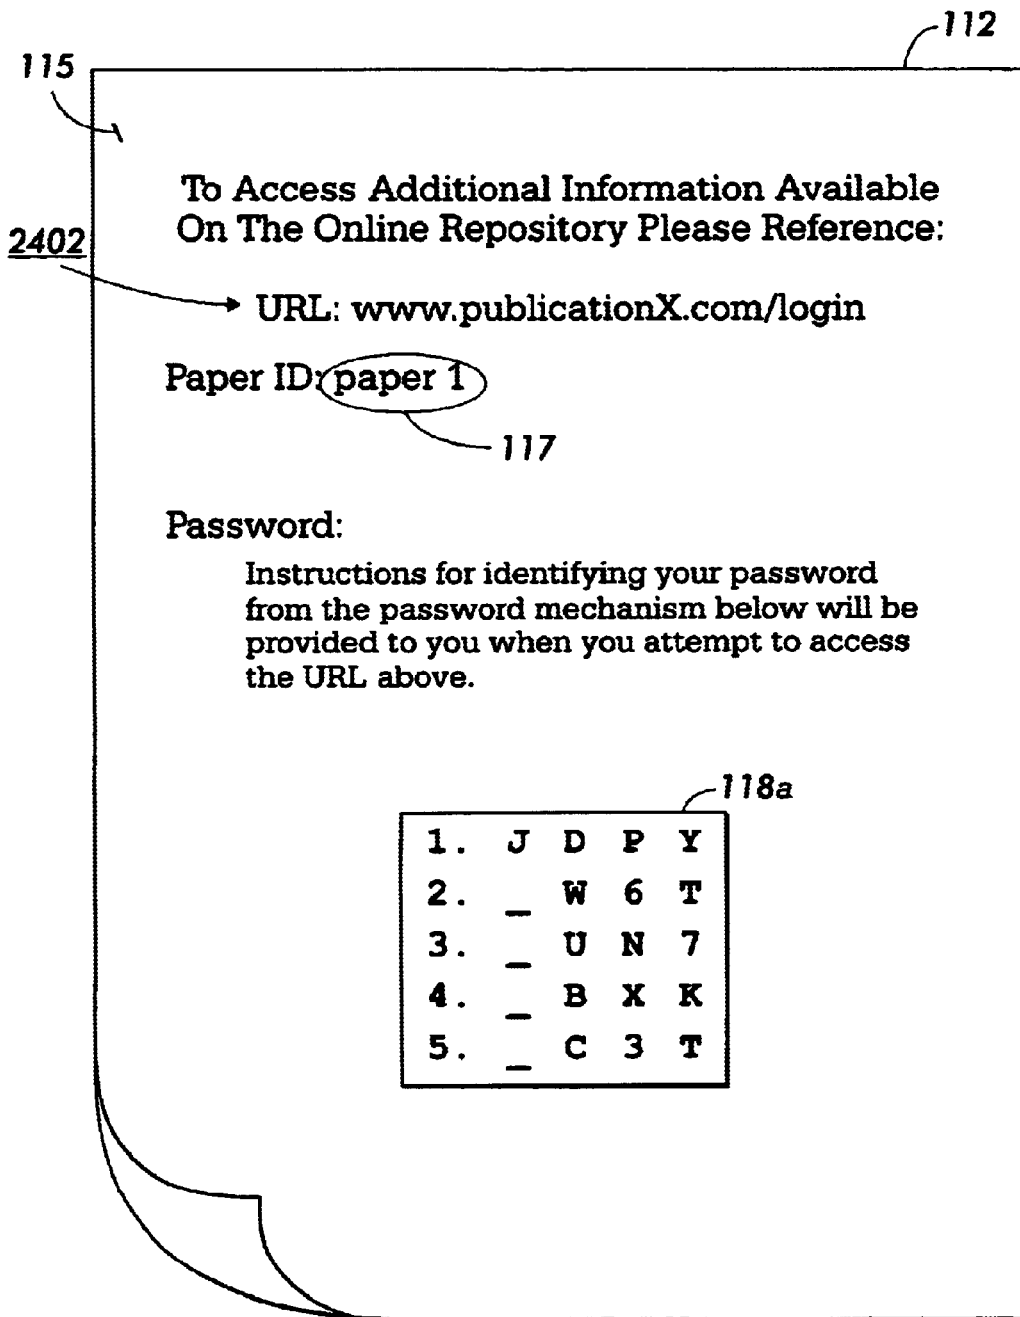 112
115
To Access Additional Information Available
On The Online Repository Please Reference:
2402
URL: www.publicationX.com/login
Paper ID: paper 1
117
Password:
Instructions for identifying your password
from the password mechanism below will be
provided to you when you attempt to access
the URL above.
118a
1. J D P Y
2. _ W 6 T
3. _ U N 7
4. _ B X K
5. _ C 3 T